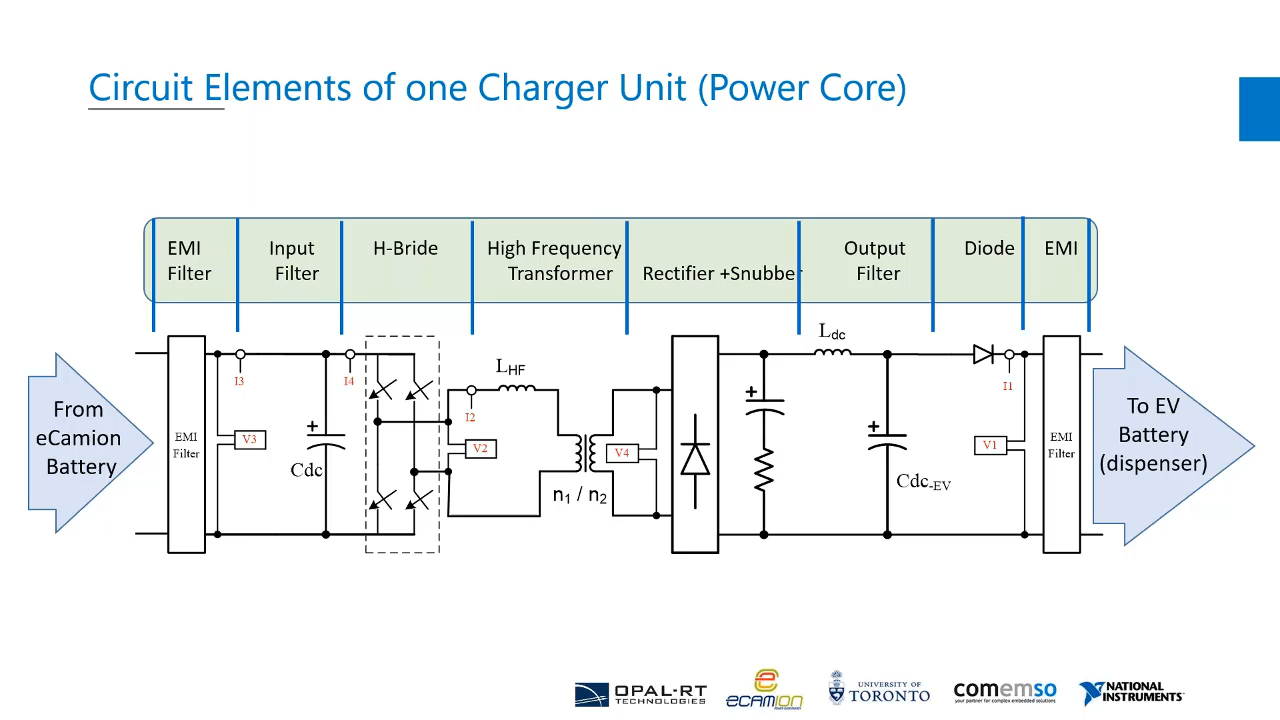 Circuit Elements of one Charger Unit (Power Core)
EMI
Filter
Input
Filter
H-Bride
High Frequency
Transformer
Rectifier +Snubber
Output
Filter
Diode
EMI
From
eCamion
Battery
EMI
Filter
I3
V3
Cdc
+
I4
I2
LHF
V2
n1 / n2
V4
+
Ldc
+
Cdc-EV
I1
V1
EMI
Filter
To EV
Battery
(dispenser)
OPAL-RT
TECHNOLOGIES
eCAMION
UNIVERSITY OF
TORONTO
comemso
your partner for complex embedded solutions
NATIONAL
INSTRUMENTS